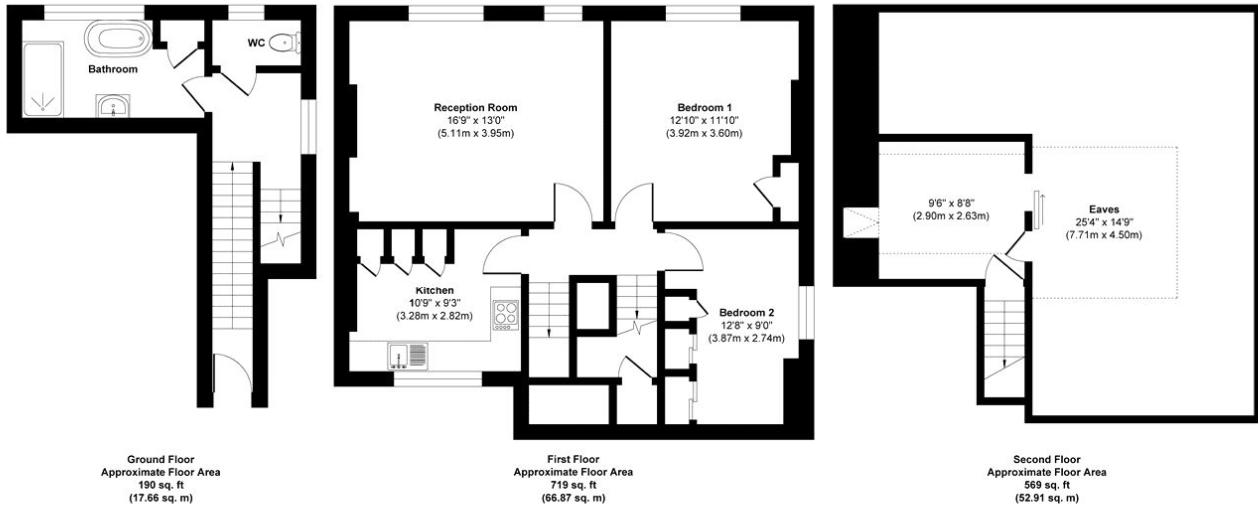 Bathroom
WC
Reception Room
16'9" x 13'0"
(5.11m x 3.95m)
Bedroom 1
12'10" x 11'10"
(3.92m x 3.60m)
Kitchen
10'9" x 9'3"
(3.28m x 2.82m)
Bedroom 2
12'8" x 9'0"
(3.87m x 2.74m)
9'6" x 8'8"
(2.90m x 2.63m)
Eaves
25'4" x 14'9"
(7.71m x 4.50m)
Ground Floor
Approximate Floor Area
190 sq. ft
(17.66 sq. m)
First Floor
Approximate Floor Area
719 sq. ft
(66.87 sq. m)
Second Floor
Approximate Floor Area
569 sq. ft
(52.91 sq. m)